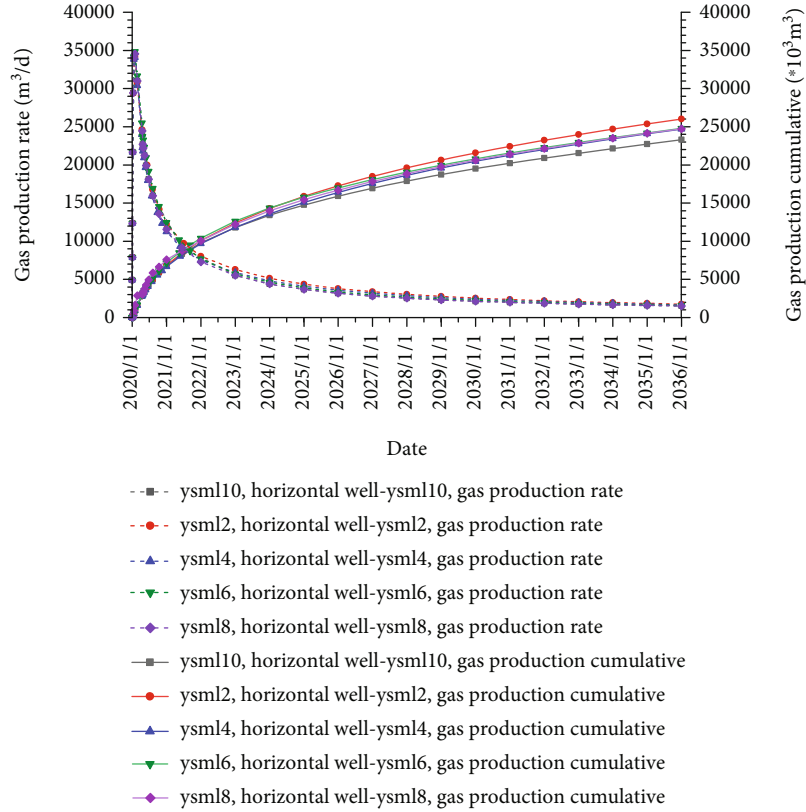 Gas production rate (m³/d)
40000
35000
30000
25000
20000
15000
10000
5000
0
40000
35000
30000
25000
20000
15000
10000
5000
0
Gas production cumulative (*10³m³)
2020/1/1
2021/1/1
2022/1/1
2023/1/1
2024/1/1
2025/1/1
2026/1/1
2027/1/1
2028/1/1
2029/1/1
2030/1/1
2031/1/1
2032/1/1
2033/1/1
2034/1/1
2035/1/1
2036/1/1
Date
ysml10, horizontal well-ysml10, gas production rate
ysml2, horizontal well-ysml2, gas production rate
ysml4, horizontal well-ysml4, gas production rate
ysml6, horizontal well-ysml6, gas production rate
ysml8, horizontal well-ysml8, gas production rate
ysml10, horizontal well-ysml10, gas production cumulative
ysml2, horizontal well-ysml2, gas production cumulative
ysml4, horizontal well-ysml4, gas production cumulative
ysml6, horizontal well-ysml6, gas production cumulative
ysml8, horizontal well-ysml8, gas production cumulative